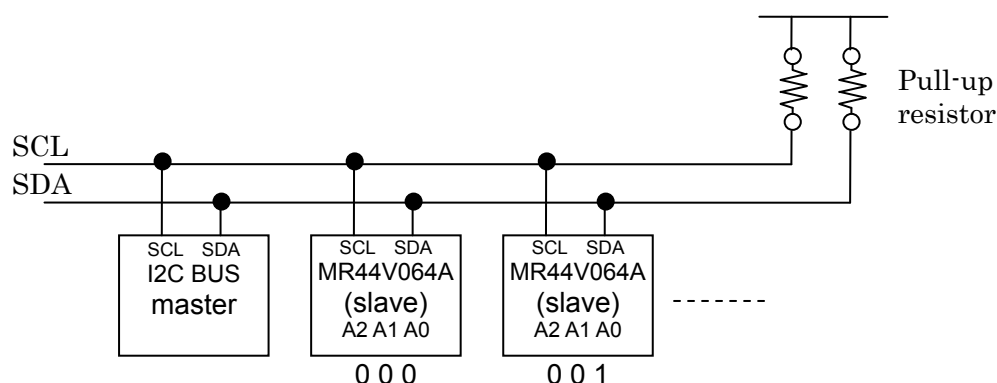 Pull-up
resistor
SCL
SDA
SCL SDA
I2C BUS
master
SCL SDA
MR44V064A
(slave)
A2 A1 A0
0 0 0
SCL SDA
MR44V064A
(slave)
A2 A1 A0
0 0 1